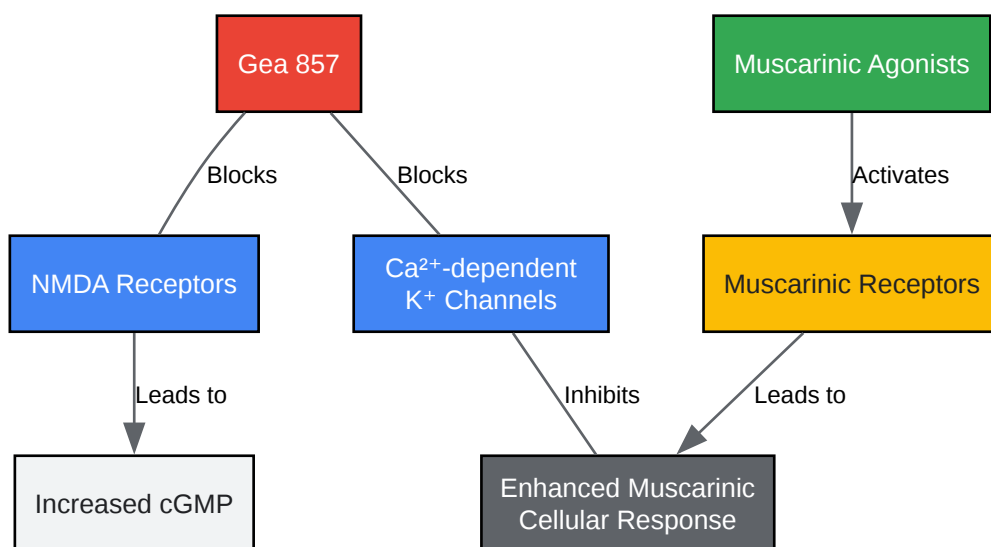 Gea 857
Muscarinic Agonists
Blocks
Blocks
Activates
NMDA Receptors
Ca²⁺-dependent
K⁺ Channels
Muscarinic Receptors
Leads to
Inhibits
Leads to
Increased cGMP
Enhanced Muscarinic
Cellular Response